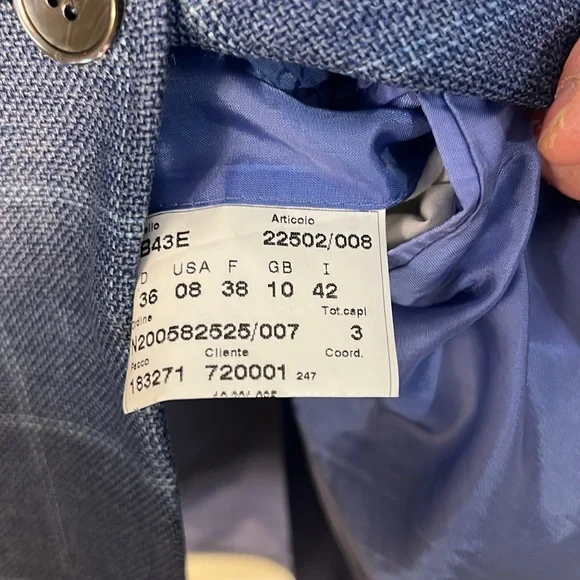 Articolo
B43E 22502/008
D USA F GB I
36 08 38 10 42
Tot.capi
N200582525/007 3
Pacco Cliente Coord.
183271 720001 247